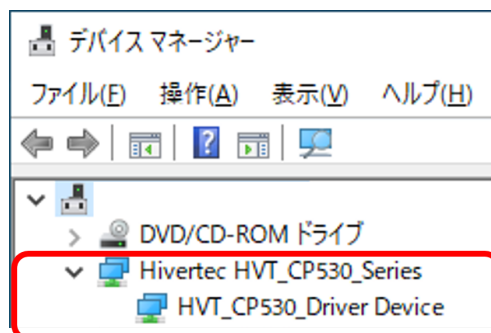 デバイス マネージャー
ファイル(F) 操作(A) 表示(V) ヘルプ(H)
DVD/CD-ROM ドライブ
Hivertec HVT_CP530_Series
HVT_CP530_Driver Device